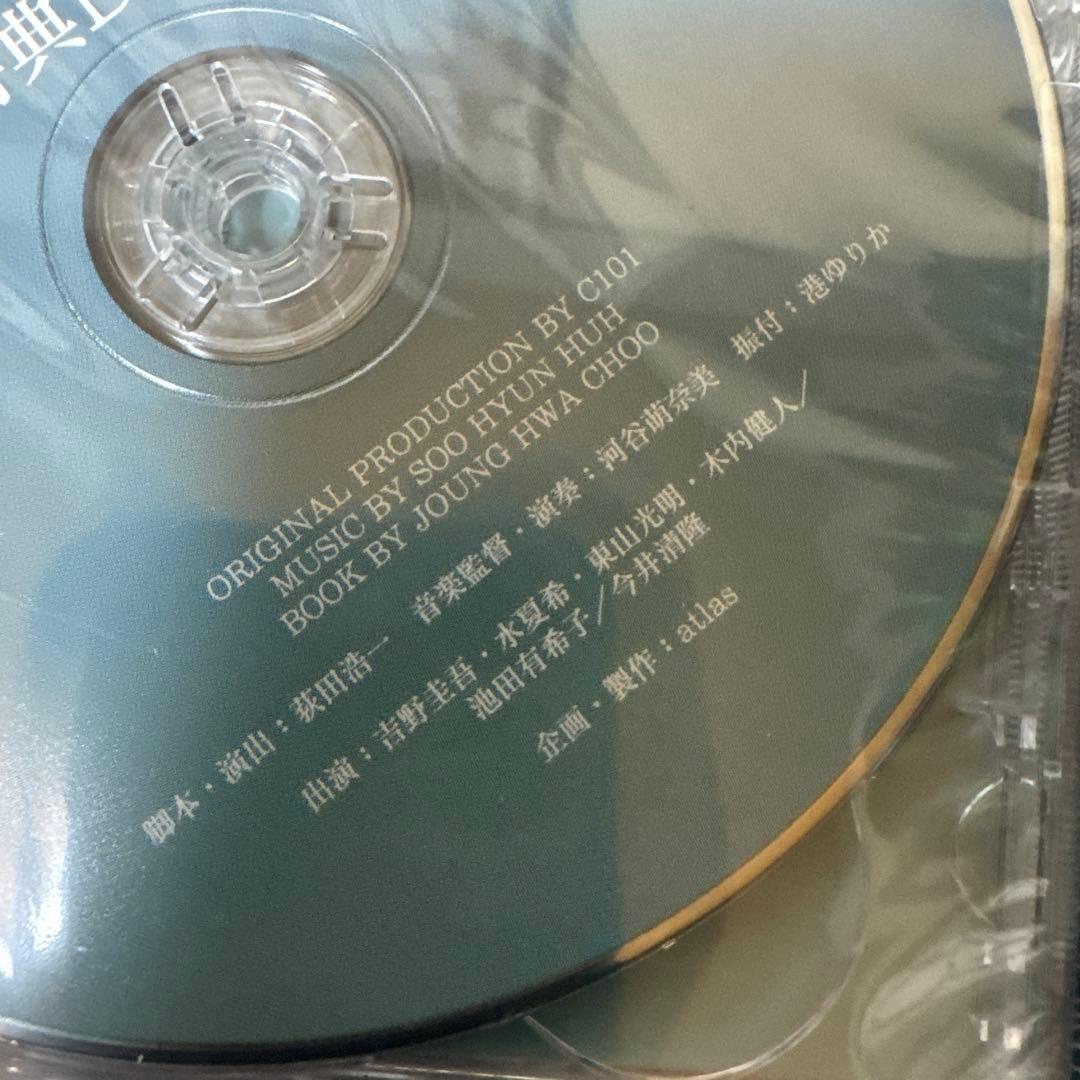 典
ORIGINAL PRODUCTION BY C101
MUSIC BY SOO HYUN HUH
BOOK BY JOUNG HWA CHOO
脚本・演出：荻田浩一　音楽監督・演奏：河谷萌奈美　振付：港ゆりか
出演：吉野圭吾・水夏希・東山光明・木内健人／
池田有希子／今井清隆
企画・製作：atlas